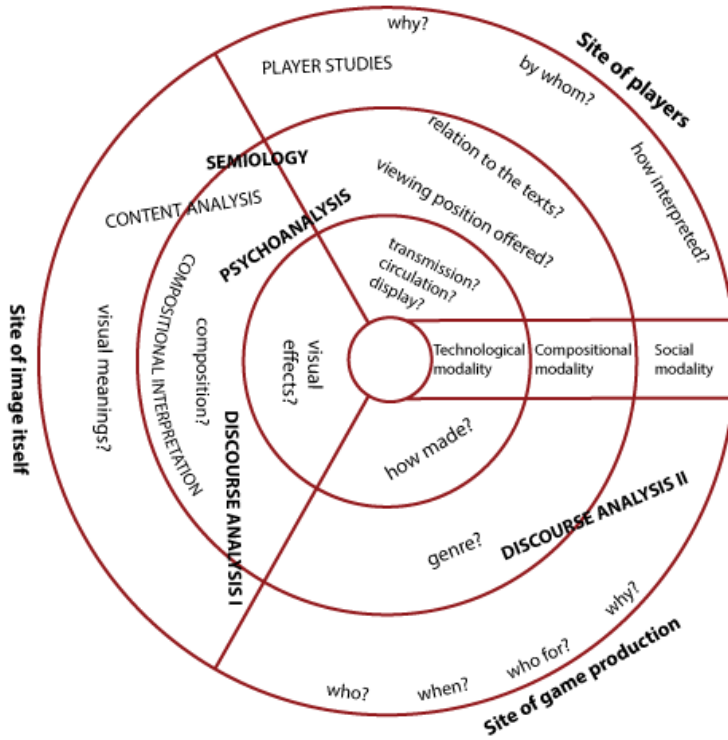 why?
PLAYER STUDIES
by whom?
Site of players
how interpreted?
relation to the texts?
viewing position offered?
transmission?
circulation?
display?
SEMIOLOGY
CONTENT ANALYSIS
PSYCHOANALYSIS
COMPOSITIONAL INTERPRETATION
composition?
visual
effects?
visual meanings?
Site of image itself
DISCOURSE ANALYSIS I
Technological
modality
Compositional
modality
Social
modality
how made?
genre?
DISCOURSE ANALYSIS II
why?
who for?
when?
who?
Site of game production